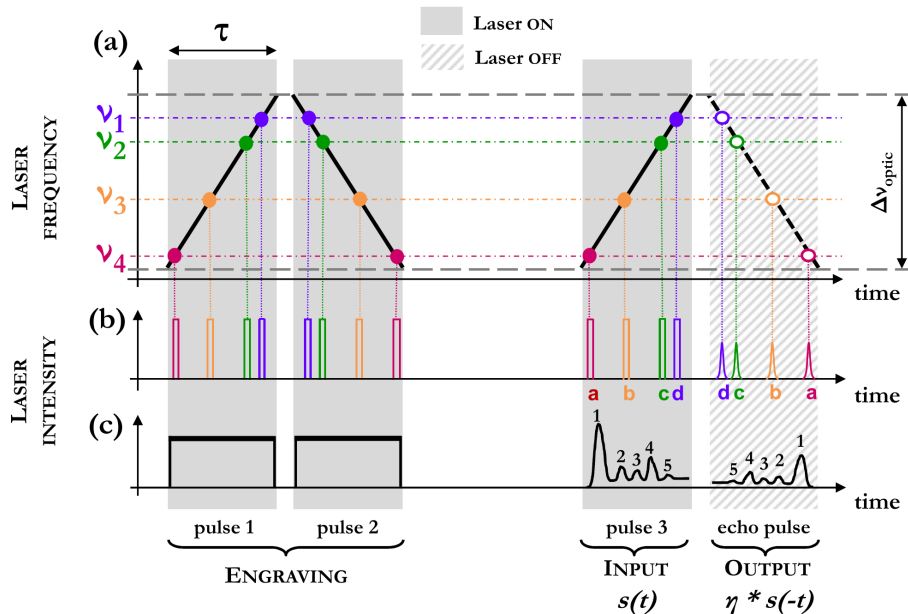 (a)
τ
Laser ON
Laser OFF
LASER FREQUENCY
ν1
ν2
ν3
ν4
Δνoptic
time
(b)
LASER INTENSITY
a b c d
d c b a
time
(c)
1 2 3 4 5
5 4 3 2 1
time
pulse 1
pulse 2
pulse 3
echo pulse
ENGRAVING
INPUT
OUTPUT
s(t)
η * s(-t)